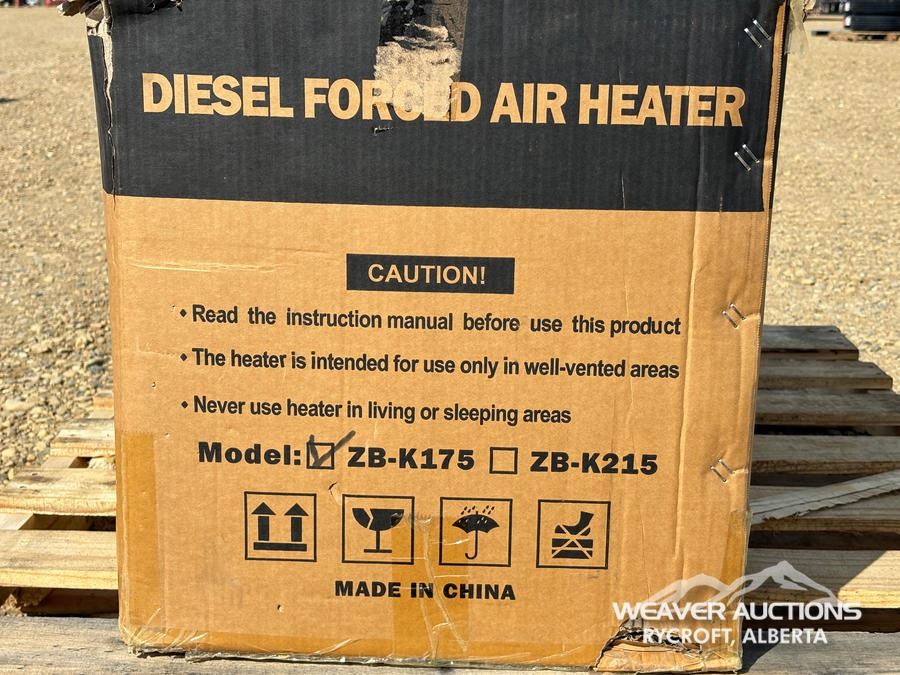 DIESEL FORCED AIR HEATER
CAUTION!
• Read the instruction manual before use this product
• The heater is intended for use only in well-vented areas
• Never use heater in living or sleeping areas
Model: ☑ ZB-K175 ☐ ZB-K215
MADE IN CHINA
WEAVER AUCTIONS
RYCROFT, ALBERTA